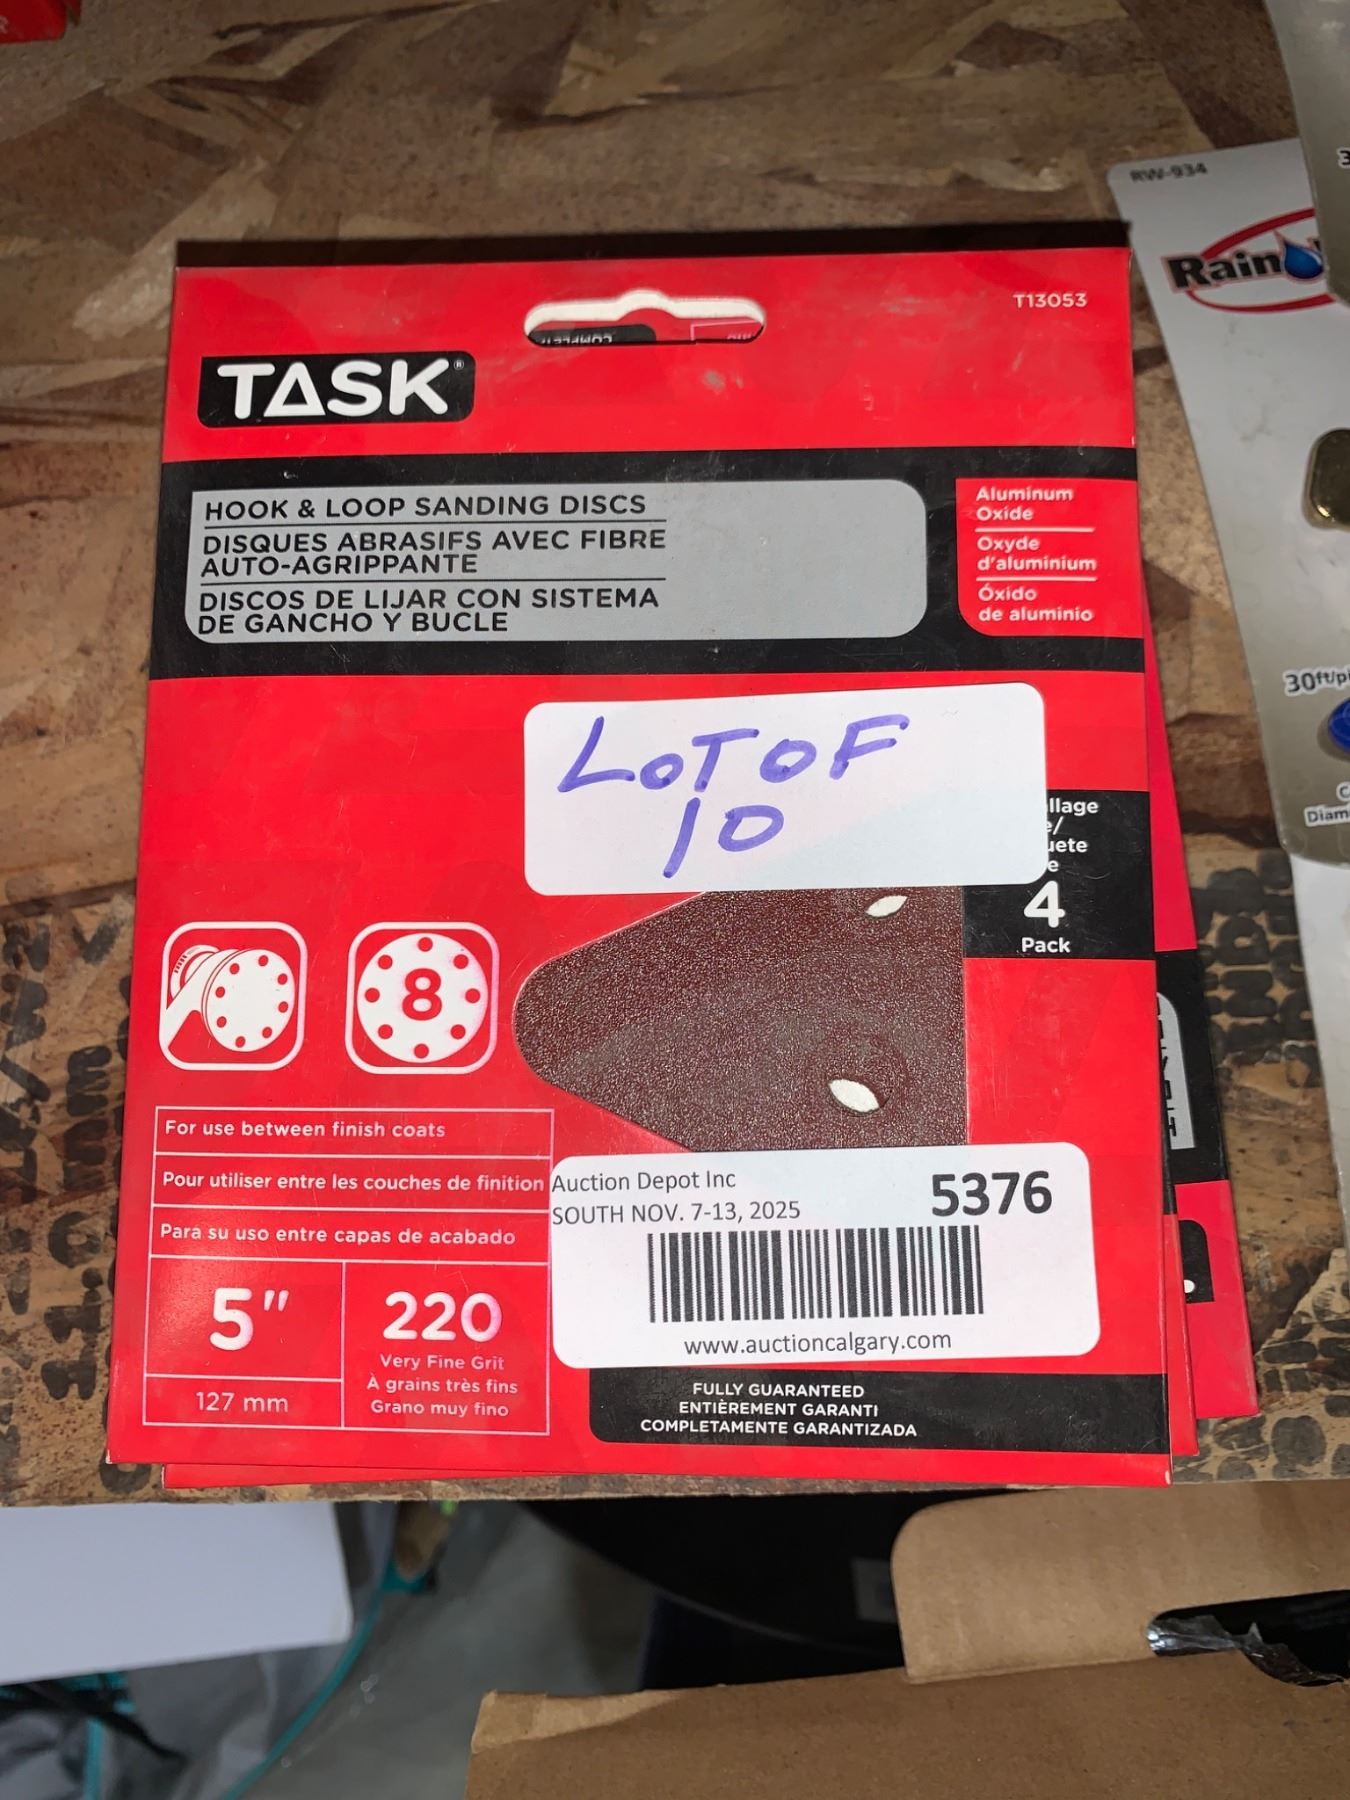 RW-934
Rain
T13053
TASK®
HOOK & LOOP SANDING DISCS
DISQUES ABRASIFS AVEC FIBRE
AUTO-AGRIPPANTE
DISCOS DE LIJAR CON SISTEMA
DE GANCHO Y BUCLE
Aluminum
Oxide
Oxyde
d'aluminium
Óxido
de aluminio
LOT OF
10
4
Pack
8
For use between finish coats
Pour utiliser entre les couches de finition
Para su uso entre capas de acabado
5"
127 mm
220
Very Fine Grit
À grains très fins
Grano muy fino
Auction Depot Inc
5376
SOUTH NOV. 7-13, 2025
www.auctioncalgary.com
FULLY GUARANTEED
ENTIÈREMENT GARANTI
COMPLETAMENTE GARANTIZADA
30ft/pi